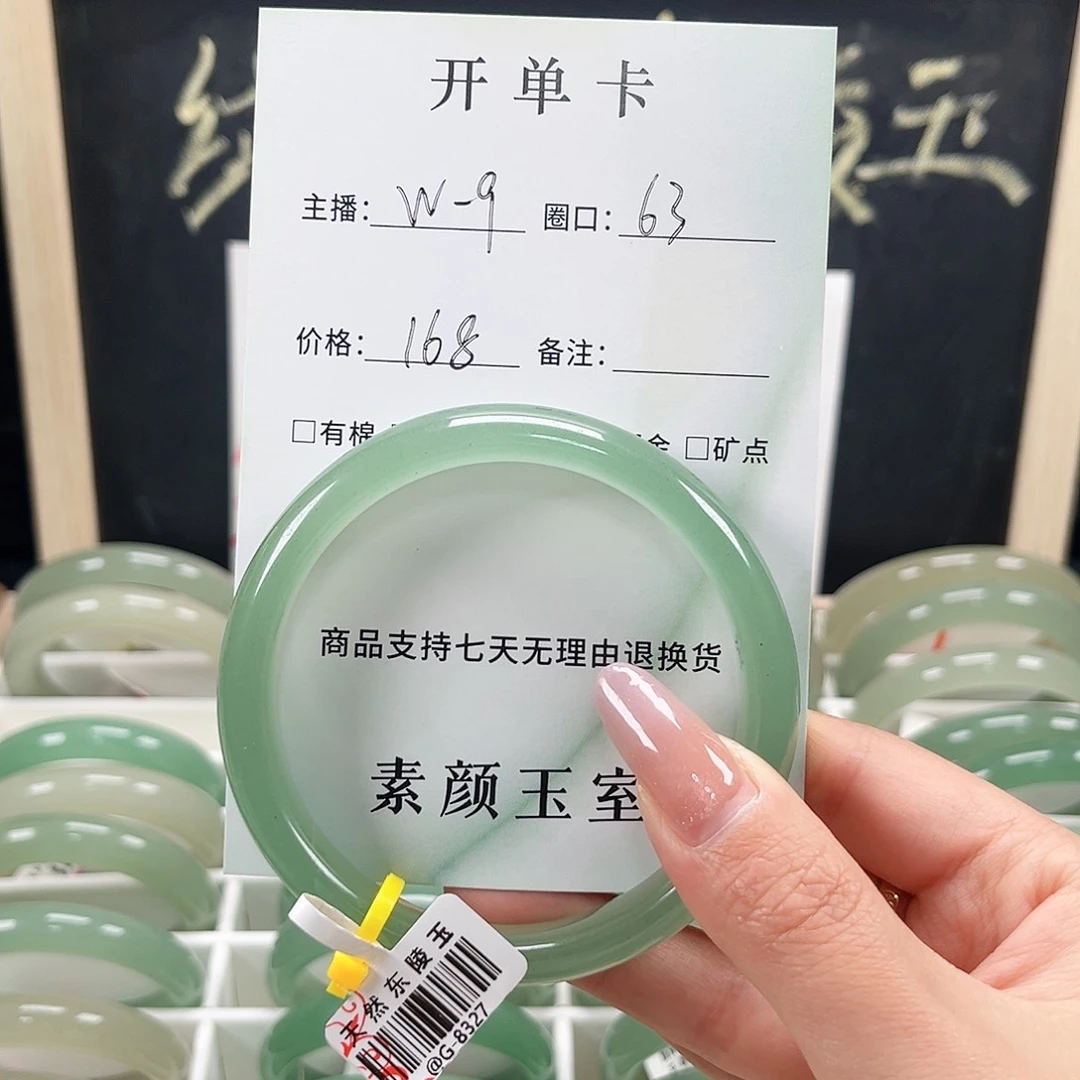 开单卡
主播: W-9 圈口: 63
价格: 168 备注:
□有棉 □矿点
商品支持七天无理由退换货
素颜玉室
天然东陵玉
@G-8327